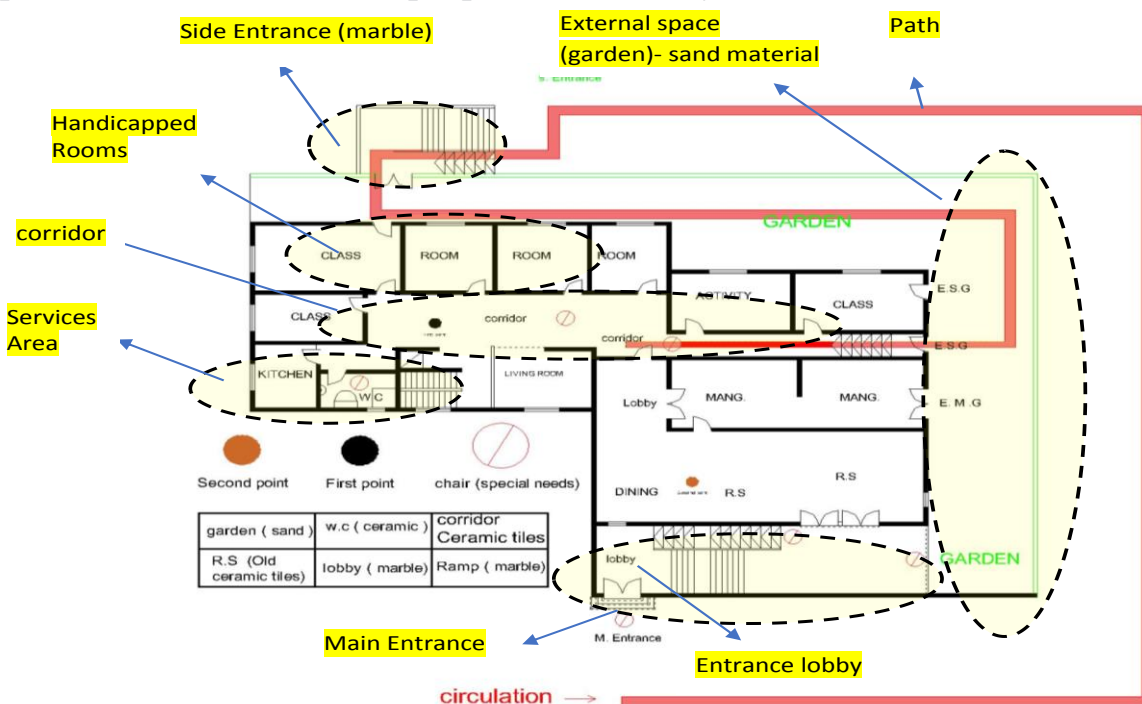 Side Entrance (marble)
External space
(garden)- sand material
Path
s. Entrance
Handicapped
Rooms
GARDEN
corridor
CLASS
ROOM
ROOM
ROOM
ACTIVITY
CLASS
E.S.G
Services
Area
CLASS
corridor
corridor
E.S.G
KITCHEN
W.C
LIVING ROOM
Lobby
MANG.
MANG.
E. M .G
DINING
R.S
R.S
Second point
First point
chair (special needs)
garden ( sand )
w.c ( ceramic )
corridor
Ceramic tiles
R.S (Old
ceramic tiles)
lobby ( marble)
Ramp ( marble)
lobby
GARDEN
M. Entrance
Main Entrance
Entrance lobby
circulation